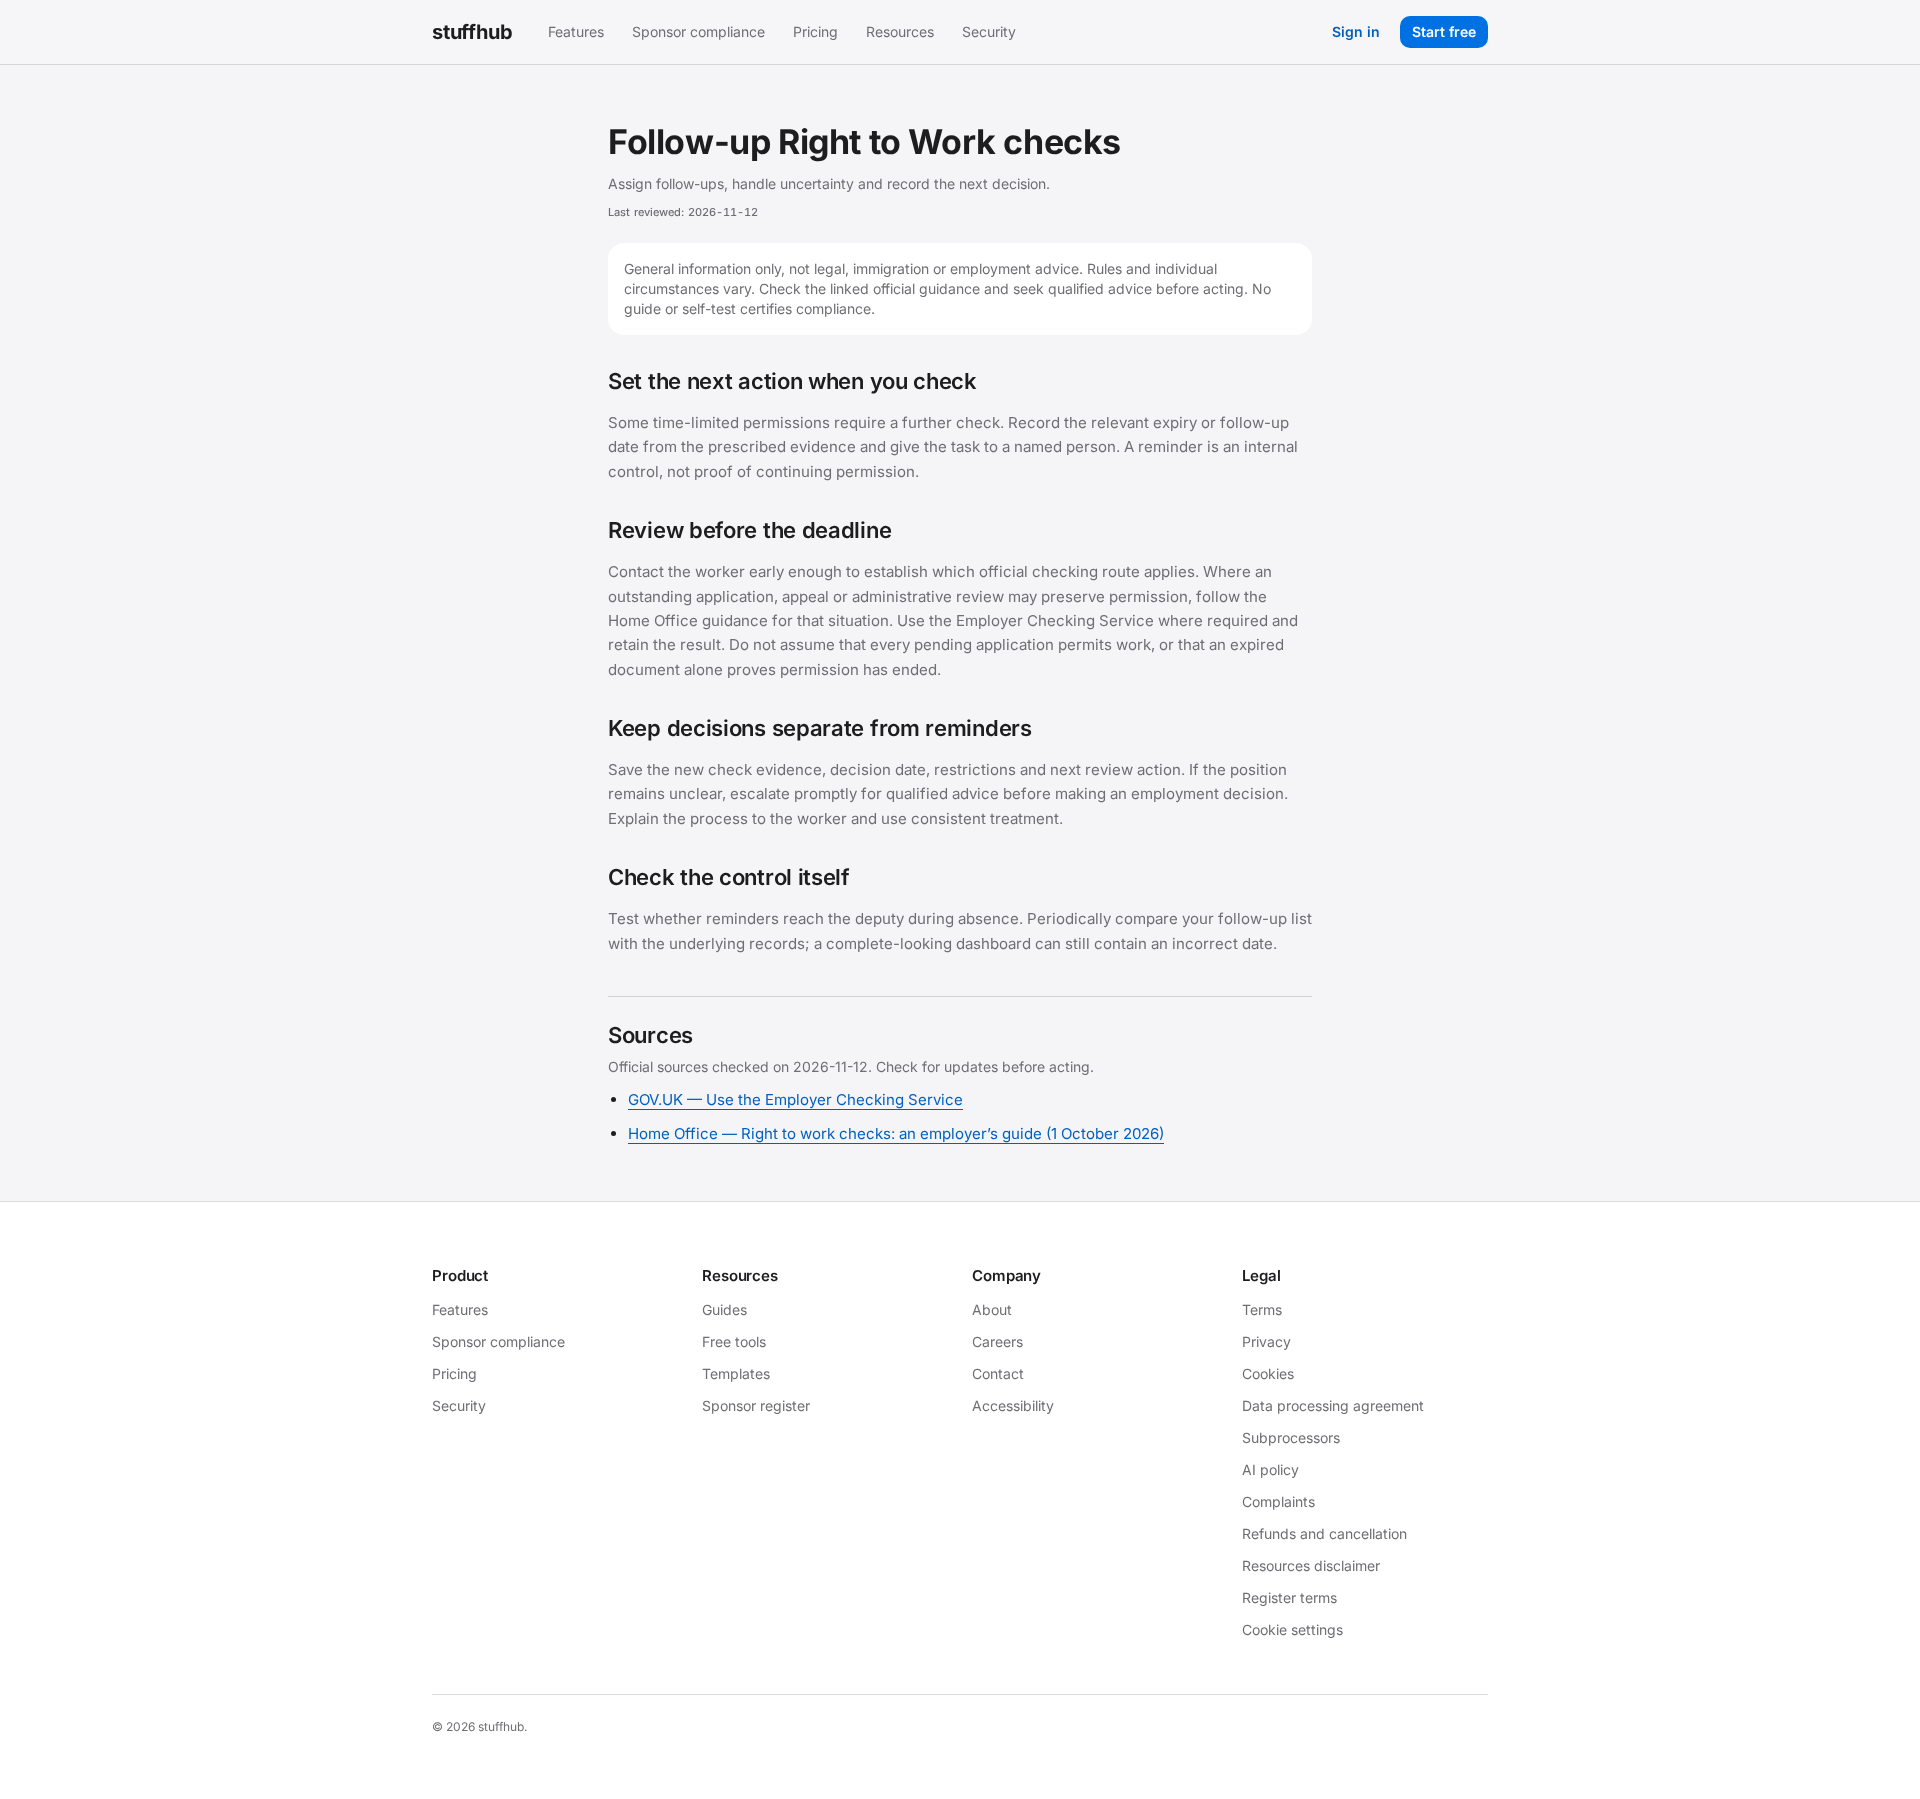 stuffhub Features Sponsor compliance Pricing Resources Security Sign in Start free
Follow-up Right to Work checks
Assign follow-ups, handle uncertainty and record the next decision.
Last reviewed: 2026-11-12
General information only, not legal, immigration or employment advice. Rules and individual
circumstances vary. Check the linked official guidance and seek qualified advice before acting. No
guide or self-test certifies compliance.
Set the next action when you check
Some time-limited permissions require a further check. Record the relevant expiry or follow-up
date from the prescribed evidence and give the task to a named person. A reminder is an internal
control, not proof of continuing permission.
Review before the deadline
Contact the worker early enough to establish which official checking route applies. Where an
outstanding application, appeal or administrative review may preserve permission, follow the
Home Office guidance for that situation. Use the Employer Checking Service where required and
retain the result. Do not assume that every pending application permits work, or that an expired
document alone proves permission has ended.
Keep decisions separate from reminders
Save the new check evidence, decision date, restrictions and next review action. If the position
remains unclear, escalate promptly for qualified advice before making an employment decision.
Explain the process to the worker and use consistent treatment.
Check the control itself
Test whether reminders reach the deputy during absence. Periodically compare your follow-up list
with the underlying records; a complete-looking dashboard can still contain an incorrect date.
Sources
Official sources checked on 2026-11-12. Check for updates before acting.
• GOV.UK — Use the Employer Checking Service
• Home Office — Right to work checks: an employer’s guide (1 October 2026)
Product
Features
Sponsor compliance
Pricing
Security
Resources
Guides
Free tools
Templates
Sponsor register
Company
About
Careers
Contact
Accessibility
Legal
Terms
Privacy
Cookies
Data processing agreement
Subprocessors
AI policy
Complaints
Refunds and cancellation
Resources disclaimer
Register terms
Cookie settings
© 2026 stuffhub.